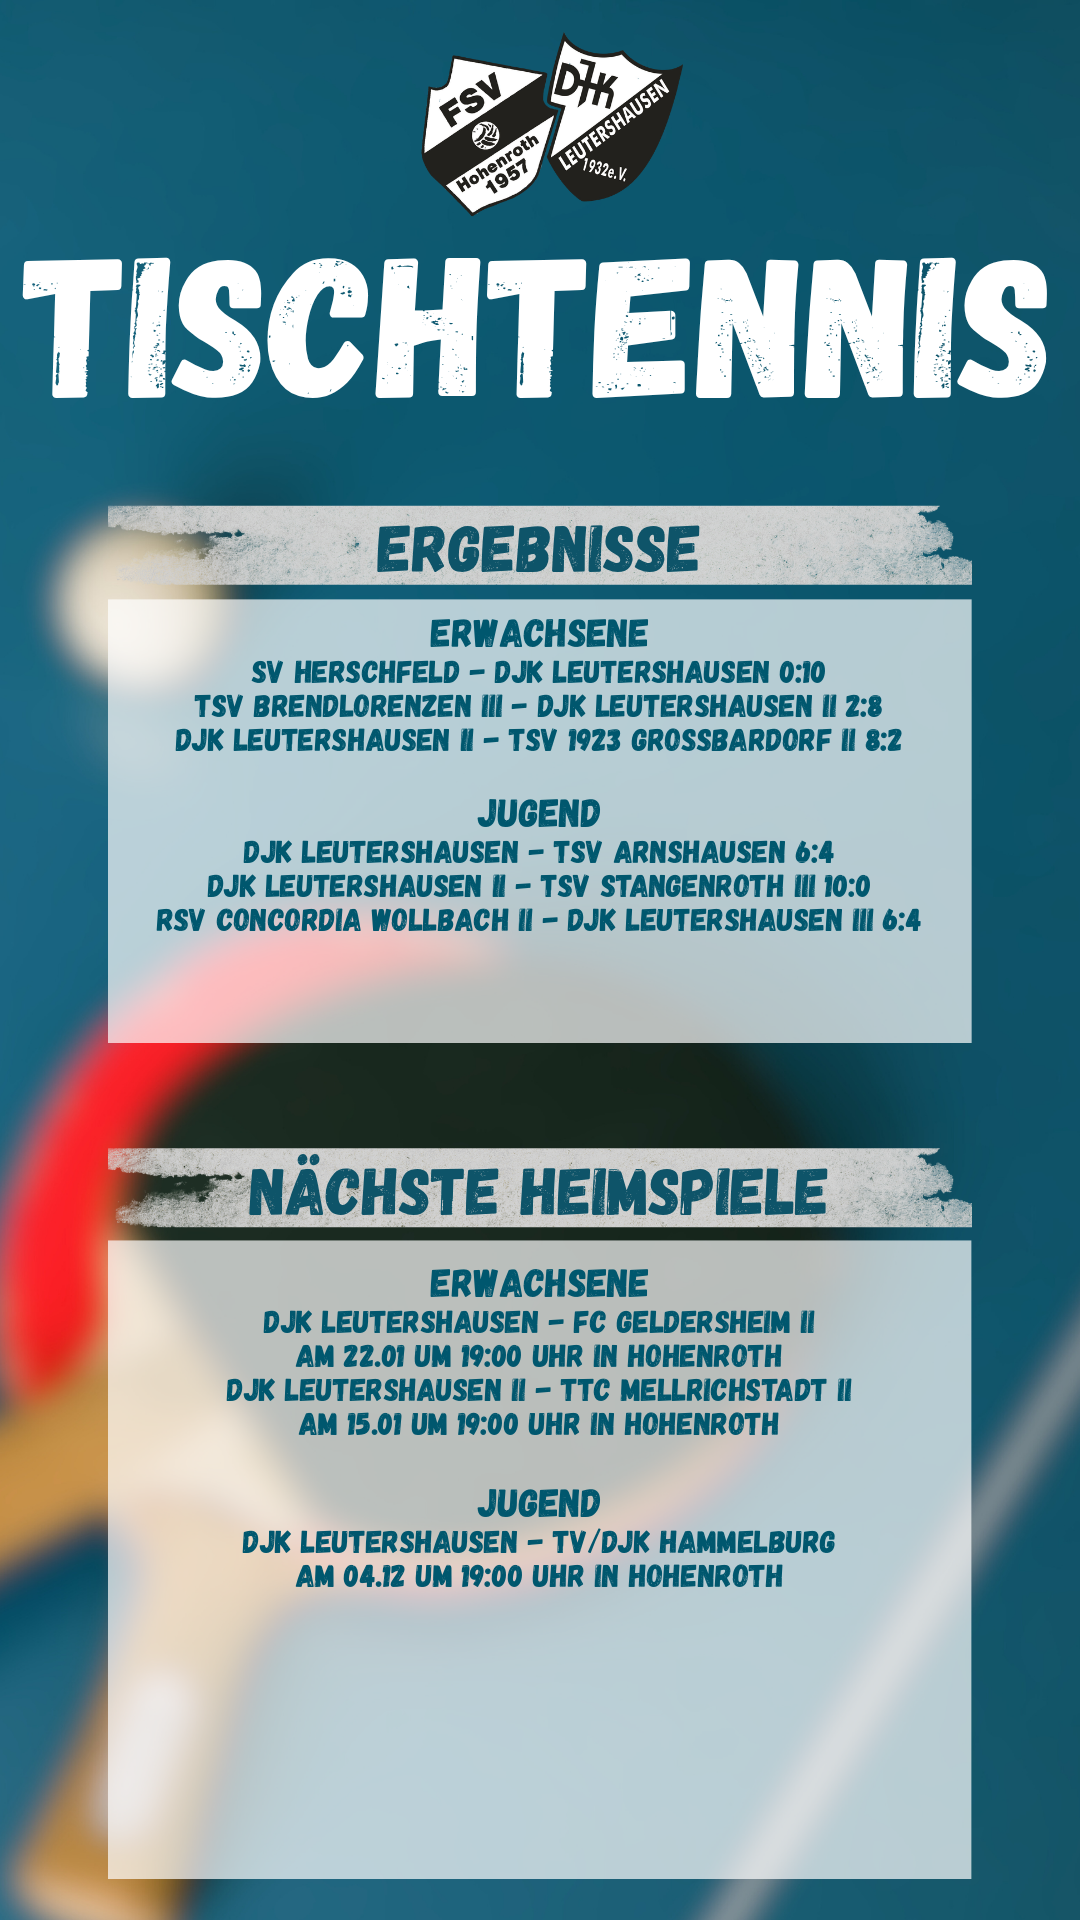 FSV
Hohenroth
1957
DJK
LEUTERSHAUSEN
1932e.V.
TISCHTENNIS
ERGEBNISSE
ERWACHSENE
SV HERSCHFELD - DJK LEUTERSHAUSEN 0:10
TSV BRENDLORENZEN III - DJK LEUTERSHAUSEN II 2:8
DJK LEUTERSHAUSEN II - TSV 1923 GROSSBARDORF II 8:2
JUGEND
DJK LEUTERSHAUSEN - TSV ARNSHAUSEN 6:4
DJK LEUTERSHAUSEN II - TSV STANGENROTH III 10:0
RSV CONCORDIA WOLLBACH II - DJK LEUTERSHAUSEN III 6:4
NÄCHSTE HEIMSPIELE
ERWACHSENE
DJK LEUTERSHAUSEN - FC GELDERSHEIM II
AM 22.01 UM 19:00 UHR IN HOHENROTH
DJK LEUTERSHAUSEN II - TTC MELLRICHSTADT II
AM 15.01 UM 19:00 UHR IN HOHENROTH
JUGEND
DJK LEUTERSHAUSEN - TV/DJK HAMMELBURG
AM 04.12 UM 19:00 UHR IN HOHENROTH